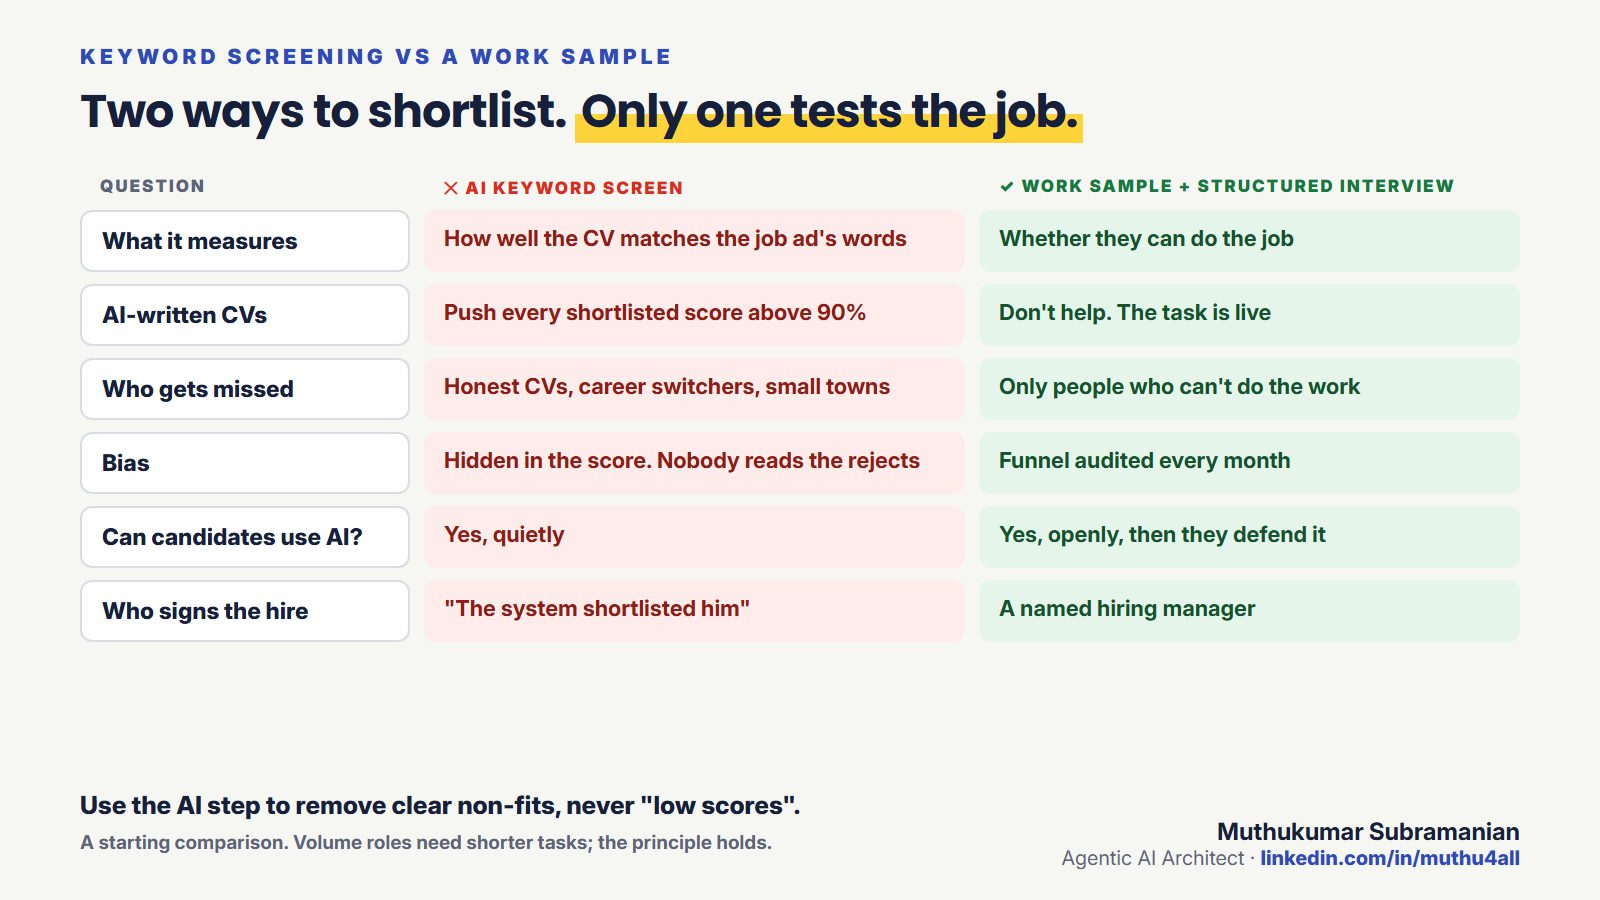 KEYWORD SCREENING VS A WORK SAMPLE
Two ways to shortlist. Only one tests the job.
QUESTION
✕ AI KEYWORD SCREEN
✓ WORK SAMPLE + STRUCTURED INTERVIEW
What it measures
How well the CV matches the job ad's words
Whether they can do the job
AI-written CVs
Push every shortlisted score above 90%
Don't help. The task is live
Who gets missed
Honest CVs, career switchers, small towns
Only people who can't do the work
Bias
Hidden in the score. Nobody reads the rejects
Funnel audited every month
Can candidates use AI?
Yes, quietly
Yes, openly, then they defend it
Who signs the hire
"The system shortlisted him"
A named hiring manager
Use the AI step to remove clear non-fits, never "low scores".
A starting comparison. Volume roles need shorter tasks; the principle holds.
Muthukumar Subramanian
Agentic AI Architect · linkedin.com/in/muthu4all